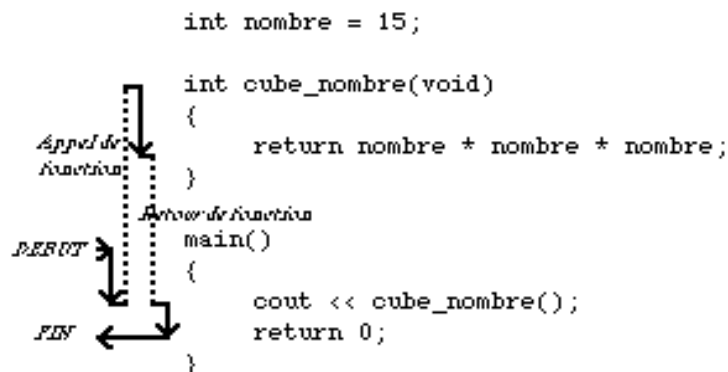 int nombre = 15;
int cube_nombre(void)
{
Appel de
fonction
return nombre * nombre * nombre;
}
Retour de fonction
DEBUT
main()
{
cout << cube_nombre();
FIN
return 0;
}